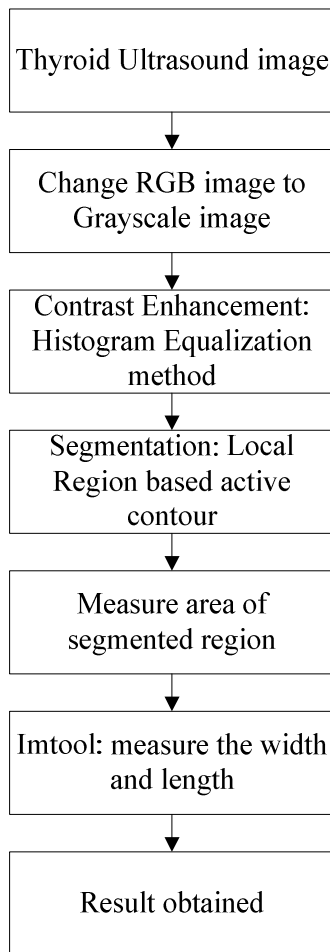 Thyroid Ultrasound image
Change RGB image to
Grayscale image
Contrast Enhancement:
Histogram Equalization
method
Segmentation: Local
Region based active
contour
Measure area of
segmented region
Imtool: measure the width
and length
Result obtained